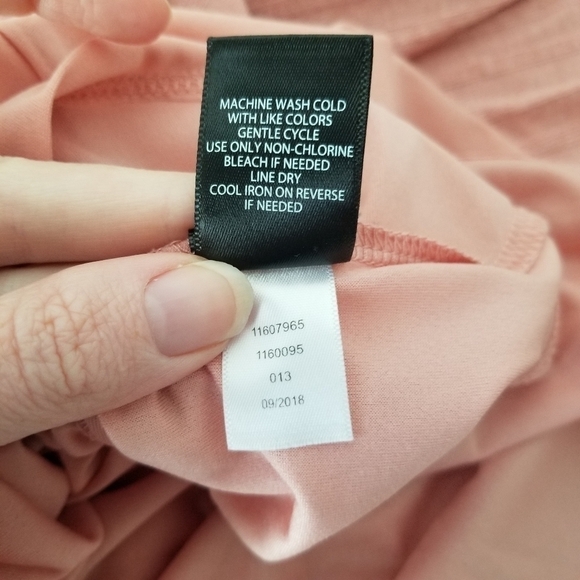 MACHINE WASH COLD
WITH LIKE COLORS
GENTLE CYCLE
USE ONLY NON-CHLORINE
BLEACH IF NEEDED
LINE DRY
COOL IRON ON REVERSE
IF NEEDED
11607965
1160095
013
09/2018